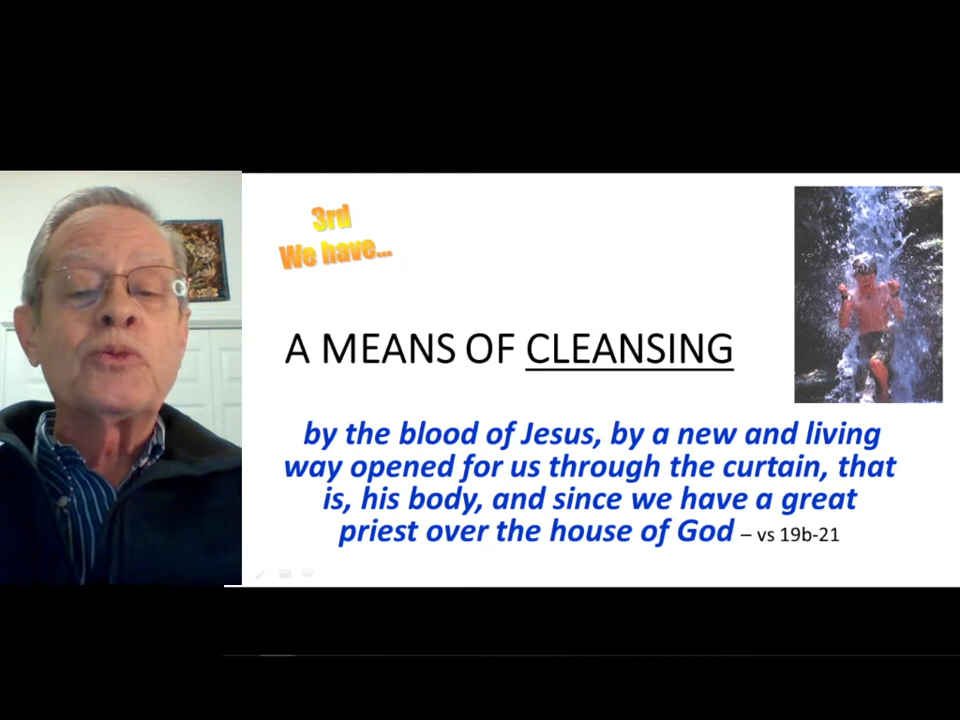 3rd
We have...
A MEANS OF CLEANSING
by the blood of Jesus, by a new and living
way opened for us through the curtain, that
is, his body, and since we have a great
priest over the house of God – vs 19b-21